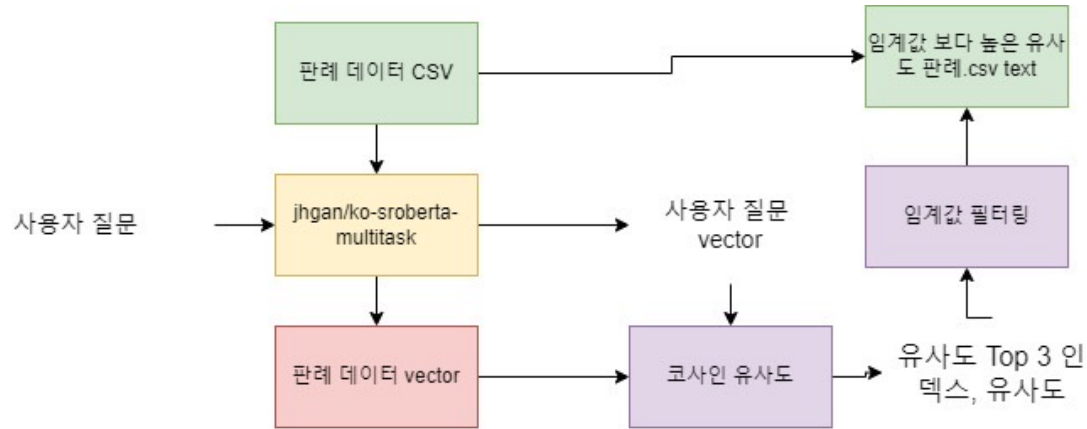 판례 데이터 CSV
임계값 보다 높은 유사
도 판례.csv text
사용자 질문
jhgan/ko-sroberta-
multitask
사용자 질문
vector
임계값 필터링
판례 데이터 vector
코사인 유사도
유사도 Top 3 인
덱스, 유사도